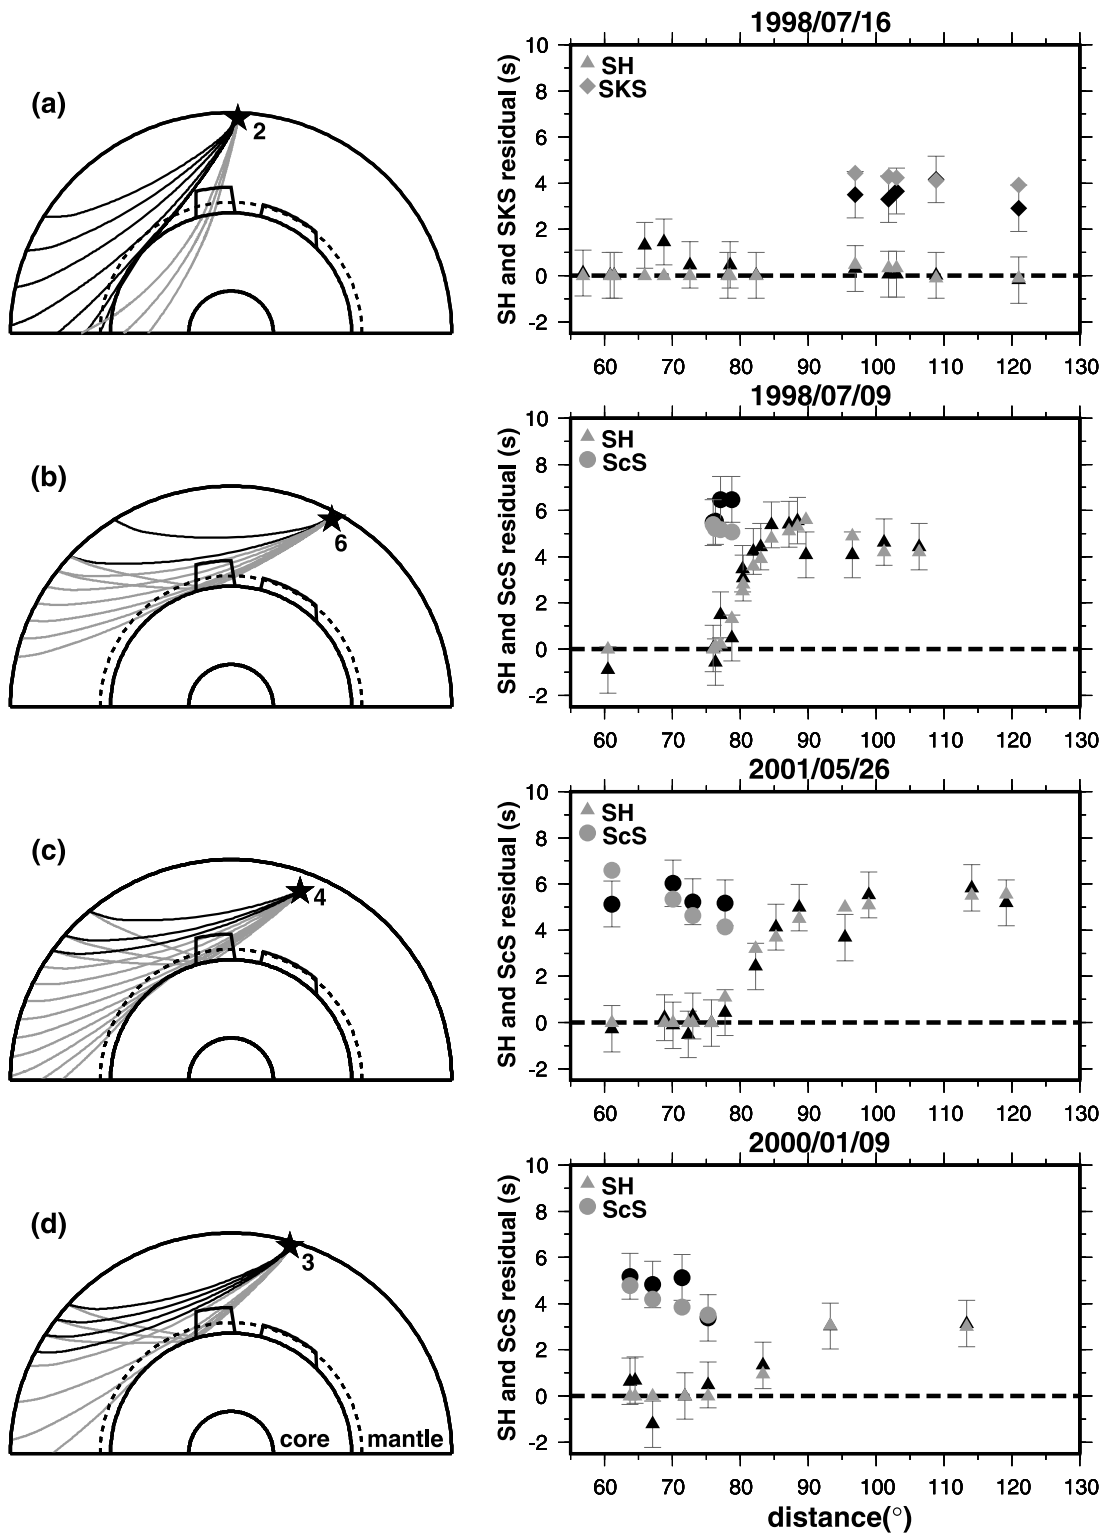 1998/07/16
(a)
2
SH and SKS residual (s)
10
8
6
4
2
0
-2
SH
SKS
60 70 80 90 100 110 120 130
1998/07/09
(b)
6
SH and ScS residual (s)
10
8
6
4
2
0
-2
SH
ScS
60 70 80 90 100 110 120 130
2001/05/26
(c)
4
SH and ScS residual (s)
10
8
6
4
2
0
-2
SH
ScS
60 70 80 90 100 110 120 130
2000/01/09
(d)
3
core mantle
SH and ScS residual (s)
10
8
6
4
2
0
-2
SH
ScS
60 70 80 90 100 110 120 130
distance(°)